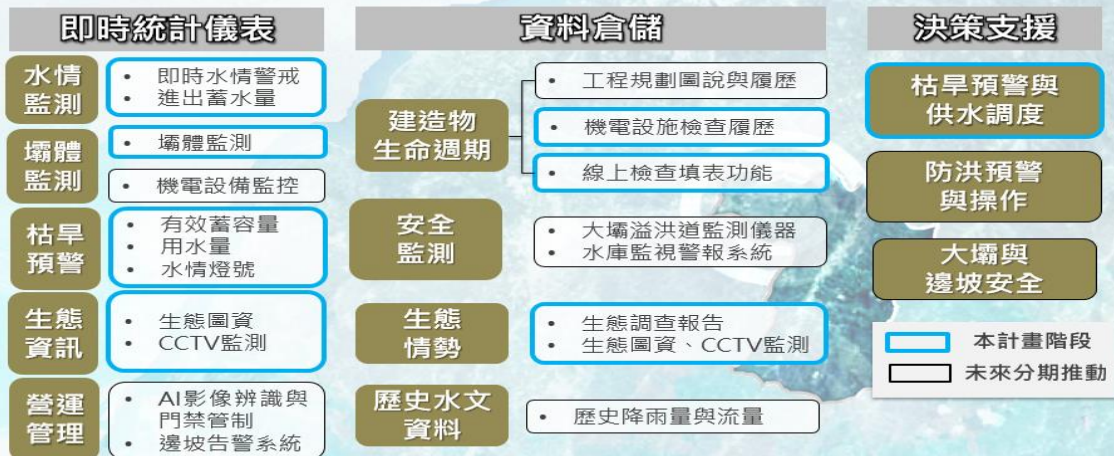 即時統計儀表
水情
監測
• 即時水情警戒
• 進出蓄水量
壩體
監測
• 壩體監測
• 機電設備監控
枯旱
預警
• 有效蓄容量
• 用水量
• 水情燈號
生態
資訊
• 生態圖資
• CCTV監測
營運
管理
• AI影像辨識與
門禁管制
• 邊坡告警系統
資料倉儲
建造物
生命週期
• 工程規劃圖說與履歷
• 機電設施檢查履歷
• 線上檢查填表功能
安全
監測
• 大壩溢洪道監測儀器
• 水庫監視警報系統
生態
情勢
• 生態調查報告
• 生態圖資、CCTV監測
歷史水文
資料
• 歷史降雨量與流量
決策支援
枯旱預警與
供水調度
防洪預警
與操作
大壩與
邊坡安全
本計畫階段
未來分期推動